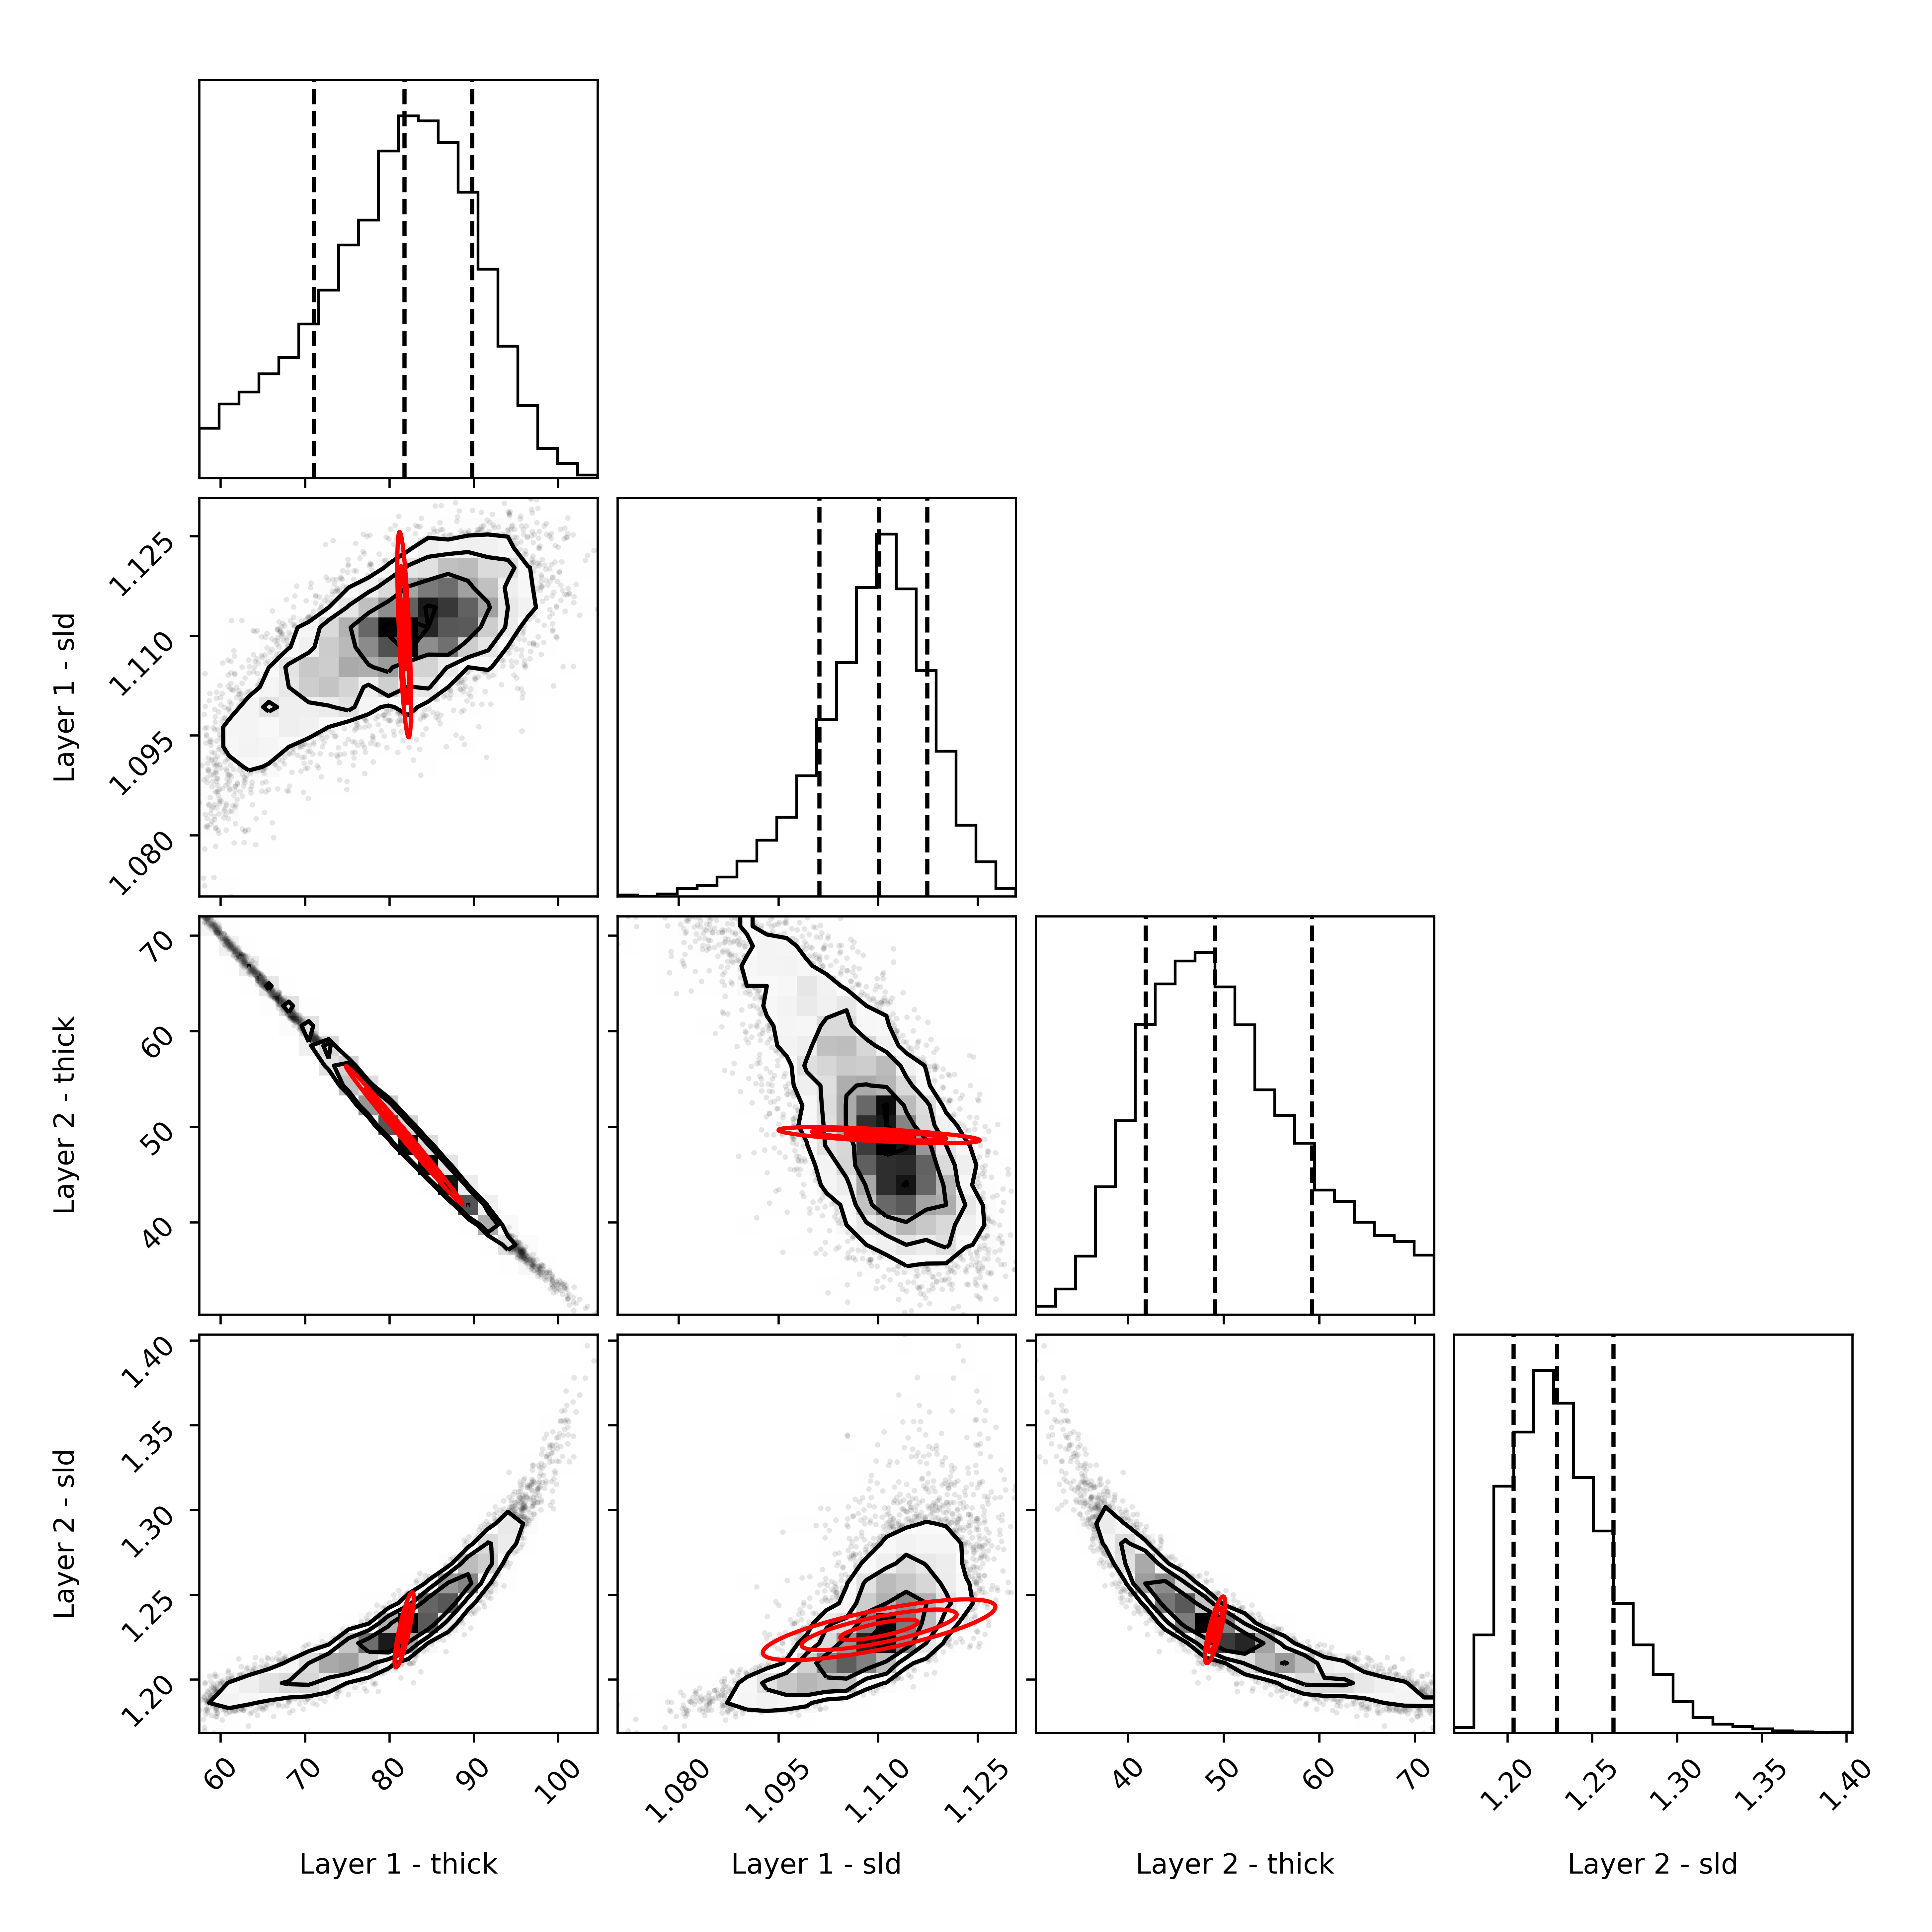 1.125
1.110
1.095
1.080
Layer 1 - sld
70
60
50
40
Layer 2 - thick
1.40
1.35
1.30
1.25
1.20
Layer 2 - sld
60 70 80 90 100
1.080 1.095 1.110 1.125
40 50 60 70
1.20 1.25 1.30 1.35 1.40
Layer 1 - thick
Layer 1 - sld
Layer 2 - thick
Layer 2 - sld